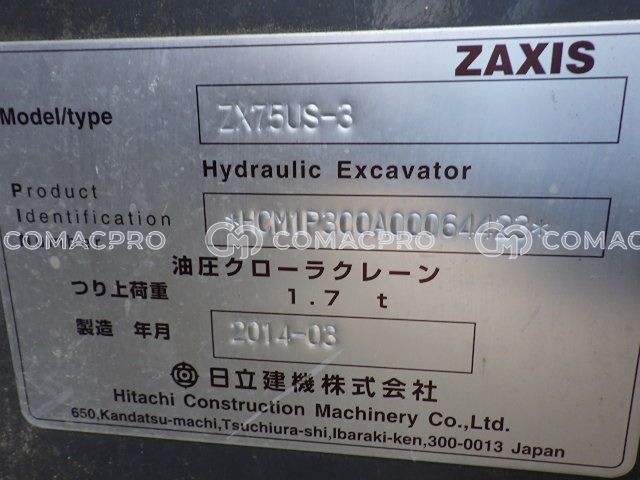 ZAXIS
Model/type ZX75US-3
Hydraulic Excavator
Product
Identification
Number
COMACPRO COMACPRO COMACPRO
油圧クローラクレーン
つり上荷重 1.7 t
製造 年月 2014-03
日立建機株式会社
Hitachi Construction Machinery Co.,Ltd.
650,Kandatsu-machi,Tsuchiura-shi,Ibaraki-ken,300-0013 Japan